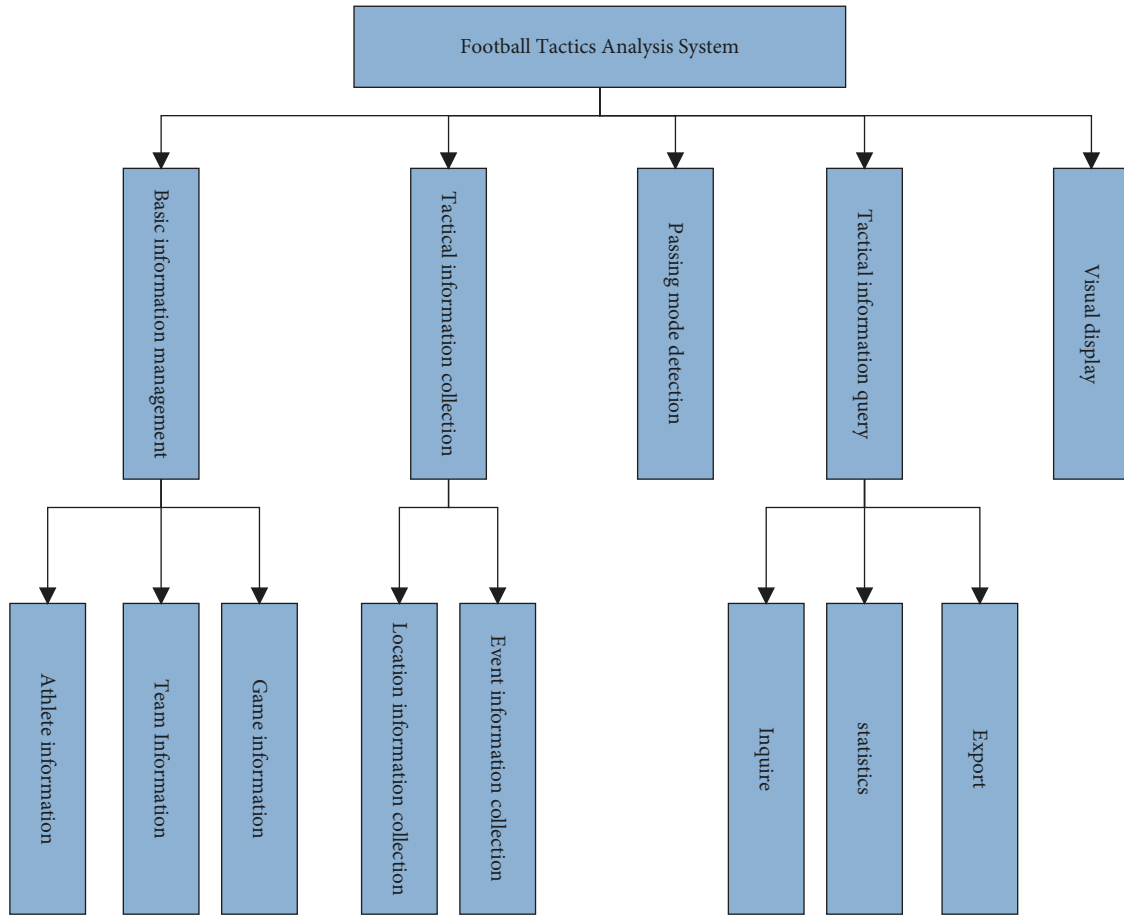 Football Tactics Analysis System
Basic information management
Tactical information collection
Passing mode detection
Tactical information query
Visual display
Athlete information
Team Information
Game information
Location information collection
Event information collection
Inquire
statistics
Export